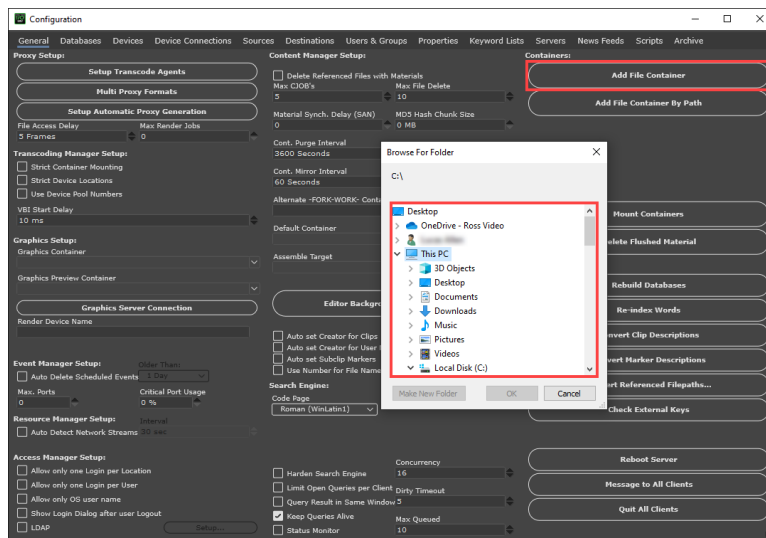 Configuration
General Databases Devices Device Connections Sources Destinations Users & Groups Properties Keyword Lists Servers News Feeds Scripts Archive
Proxy Setup:
Setup Transcode Agents
Multi Proxy Formats
Setup Automatic Proxy Generation
File Access Delay Max Render Jobs
5 Frames 0
Transcoding Manager Setup:
Strict Container Mounting
Strict Device Locations
Use Device Pool Numbers
VBI Start Delay
10 ms
Graphics Setup:
Graphics Container
Graphics Preview Container
Graphics Server Connection
Render Device Name
Event Manager Setup: Older Than:
Auto Delete Scheduled Events 1 Day
Max. Ports Critical Port Usage
0 0 %
Resource Manager Setup: Interval
Auto Detect Network Streams 30 sec
Access Manager Setup:
Allow only one Login per Location
Allow only one Login per User
Allow only OS user name
Show Login Dialog after user Logout
LDAP Setup...
Content Manager Setup:
Delete Referenced Files with Materials
Max CJOB's Max File Delete
5 10
Material Synch. Delay (SAN) MD5 Hash Chunk Size
0 0 MB
Cont. Purge Interval
3600 Seconds
Cont. Mirror Interval
60 Seconds
Alternate -FORK-WORK- Conta
Default Container
Assemble Target
Editor Backgr
Auto set Creator for Clips
Auto set Creator for User
Auto set Subclip Markers
Use Number for File Name
Search Engine:
Code Page
Roman (WinLatin1)
Concurrency
Harden Search Engine 16
Limit Open Queries per Client Dirty Timeout
Query Result in Same Window 5
Keep Queries Alive Max Queued
Status Monitor 10
Browse For Folder
C:\
Desktop
OneDrive - Ross Video
This PC
3D Objects
Desktop
Documents
Downloads
Music
Pictures
Videos
Local Disk (C:)
Make New Folder OK Cancel
Containers:
Add File Container
Add File Container By Path
Mount Containers
elete Flushed Material
Rebuild Databases
Re-index Words
nvert Clip Descriptions
vert Marker Descriptions
ort Referenced Filepaths...
Check External Keys
Reboot Server
Message to All Clients
Quit All Clients